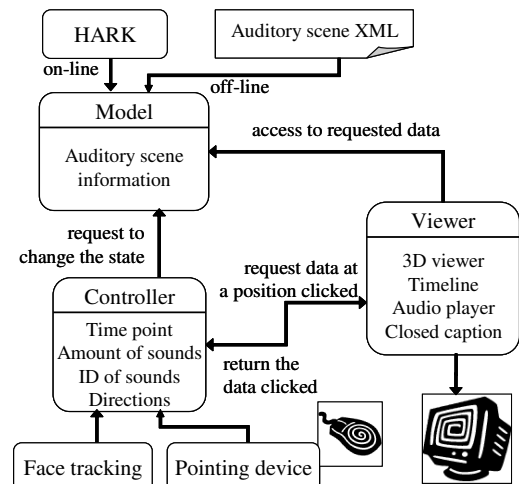 HARK
Auditory scene XML
on-line
off-line
Model
Auditory scene
information
access to requested data
request to
change the state
Viewer
3D viewer
Timeline
Audio player
Closed caption
request data at
a position clicked
Controller
Time point
Amount of sounds
ID of sounds
Directions
return the
data clicked
Face tracking
Pointing device